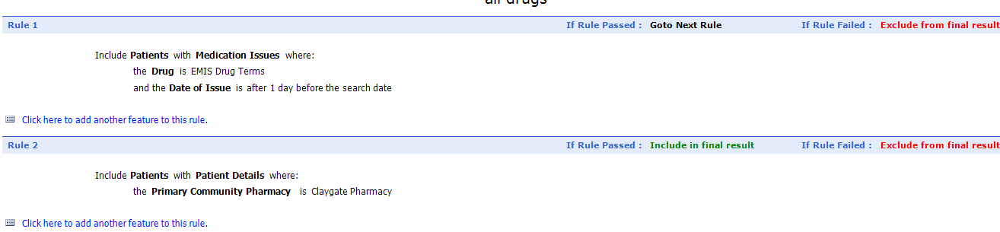 all drugs
Rule 1 If Rule Passed : Goto Next Rule If Rule Failed : Exclude from final result
Include Patients with Medication Issues where:
the Drug is EMIS Drug Terms
and the Date of Issue is after 1 day before the search date
Click here to add another feature to this rule.
Rule 2 If Rule Passed : Include in final result If Rule Failed : Exclude from final result
Include Patients with Patient Details where:
the Primary Community Pharmacy is Claygate Pharmacy
Click here to add another feature to this rule.